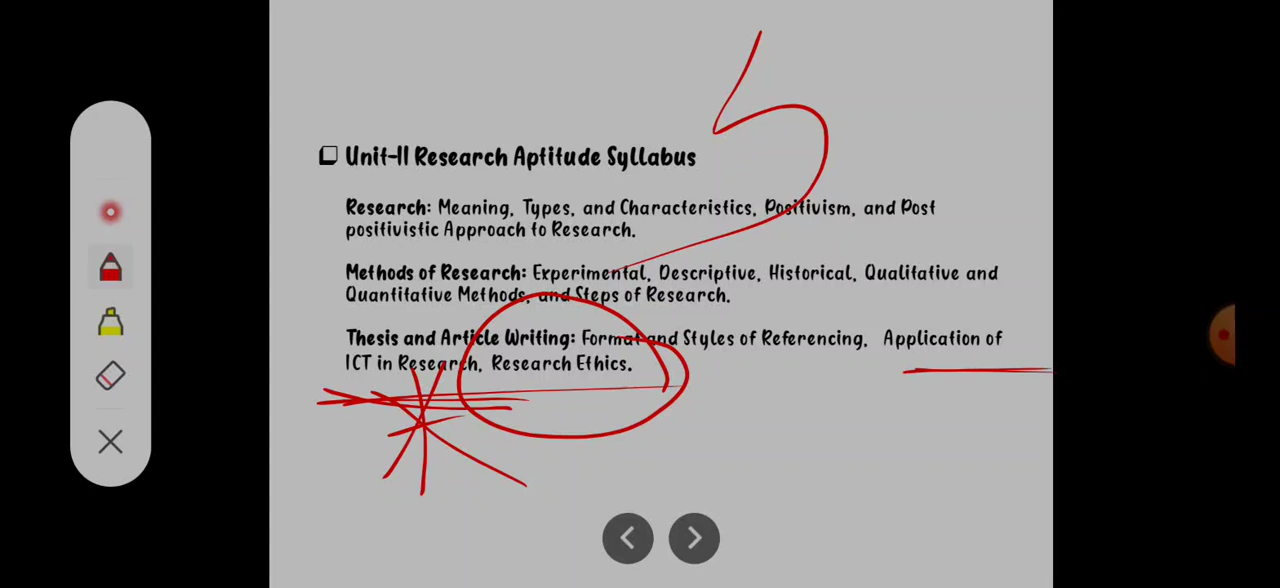 Unit-II Research Aptitude Syllabus
Research: Meaning, Types, and Characteristics, Positivism, and Post
positivistic Approach to Research.
Methods of Research: Experimental, Descriptive, Historical, Qualitative and
Quantitative Methods, and Steps of Research.
Thesis and Article Writing: Format and Styles of Referencing. Application of
ICT in Research, Research Ethics.